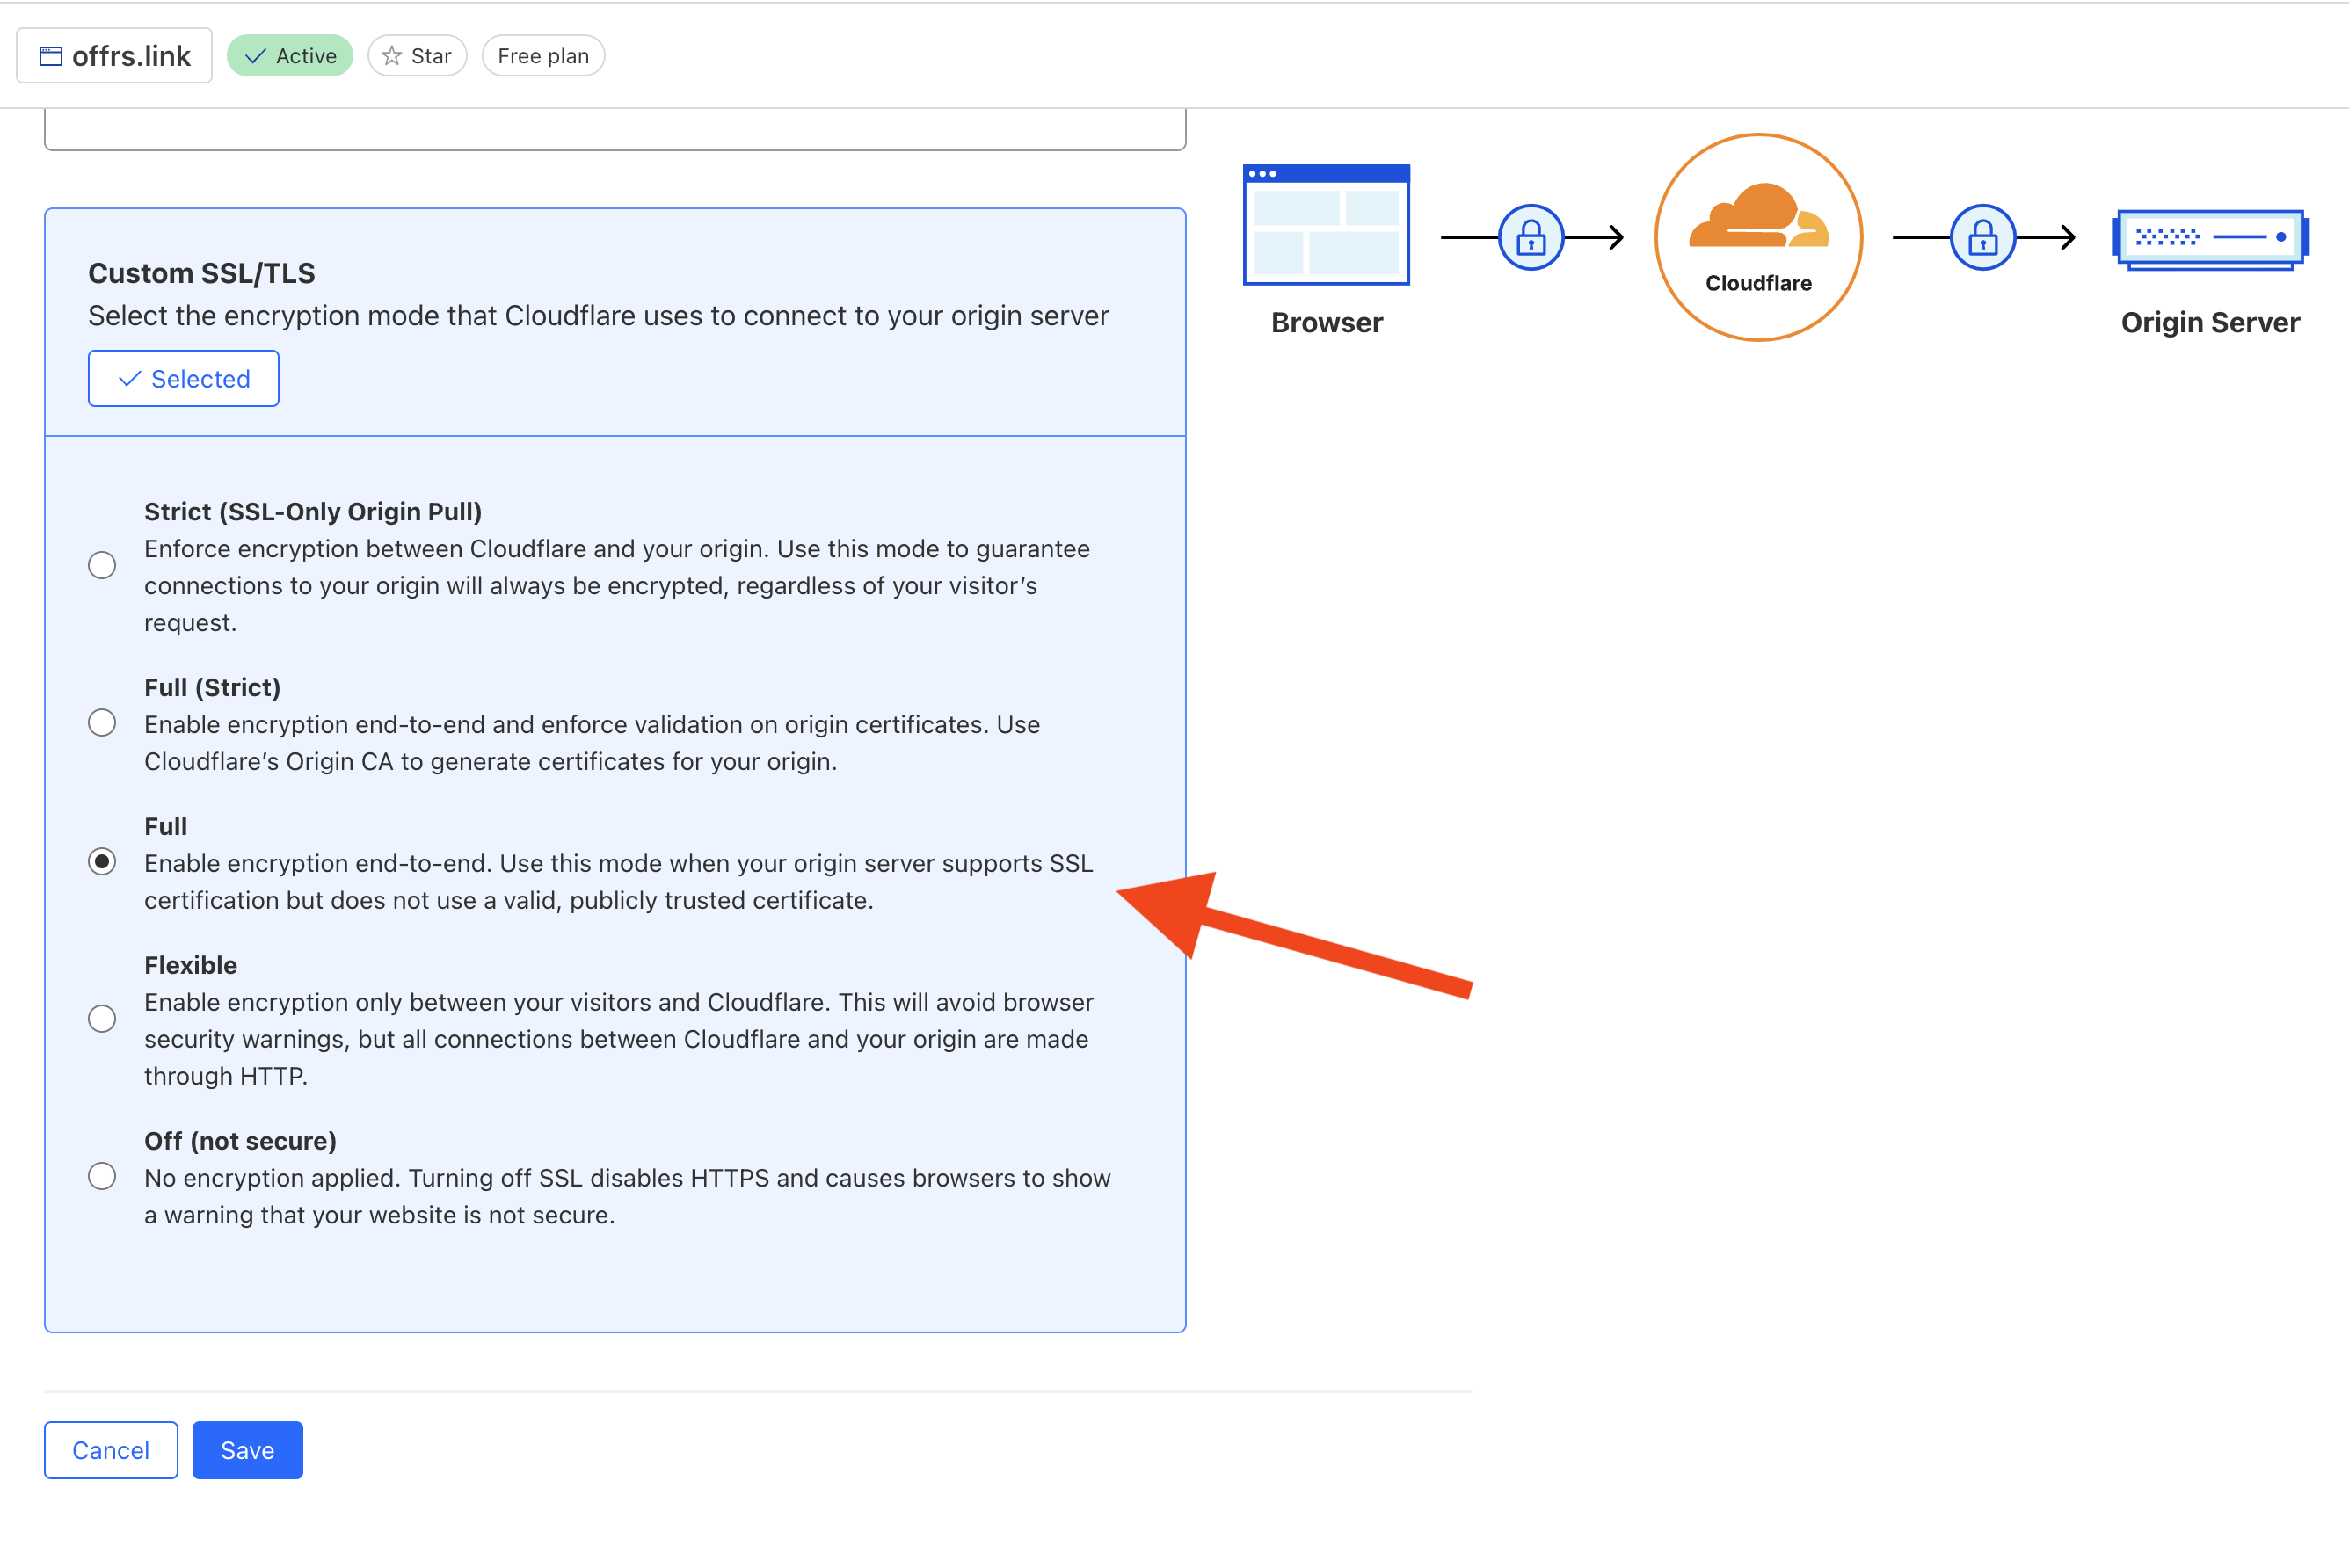 offrs.link
Active
Star
Free plan
Custom SSL/TLS
Select the encryption mode that Cloudflare uses to connect to your origin server
Selected
Strict (SSL-Only Origin Pull)
Enforce encryption between Cloudflare and your origin. Use this mode to guarantee
connections to your origin will always be encrypted, regardless of your visitor’s
request.
Full (Strict)
Enable encryption end-to-end and enforce validation on origin certificates. Use
Cloudflare’s Origin CA to generate certificates for your origin.
Full
Enable encryption end-to-end. Use this mode when your origin server supports SSL
certification but does not use a valid, publicly trusted certificate.
Flexible
Enable encryption only between your visitors and Cloudflare. This will avoid browser
security warnings, but all connections between Cloudflare and your origin are made
through HTTP.
Off (not secure)
No encryption applied. Turning off SSL disables HTTPS and causes browsers to show
a warning that your website is not secure.
Cancel
Save
Browser
Cloudflare
Origin Server